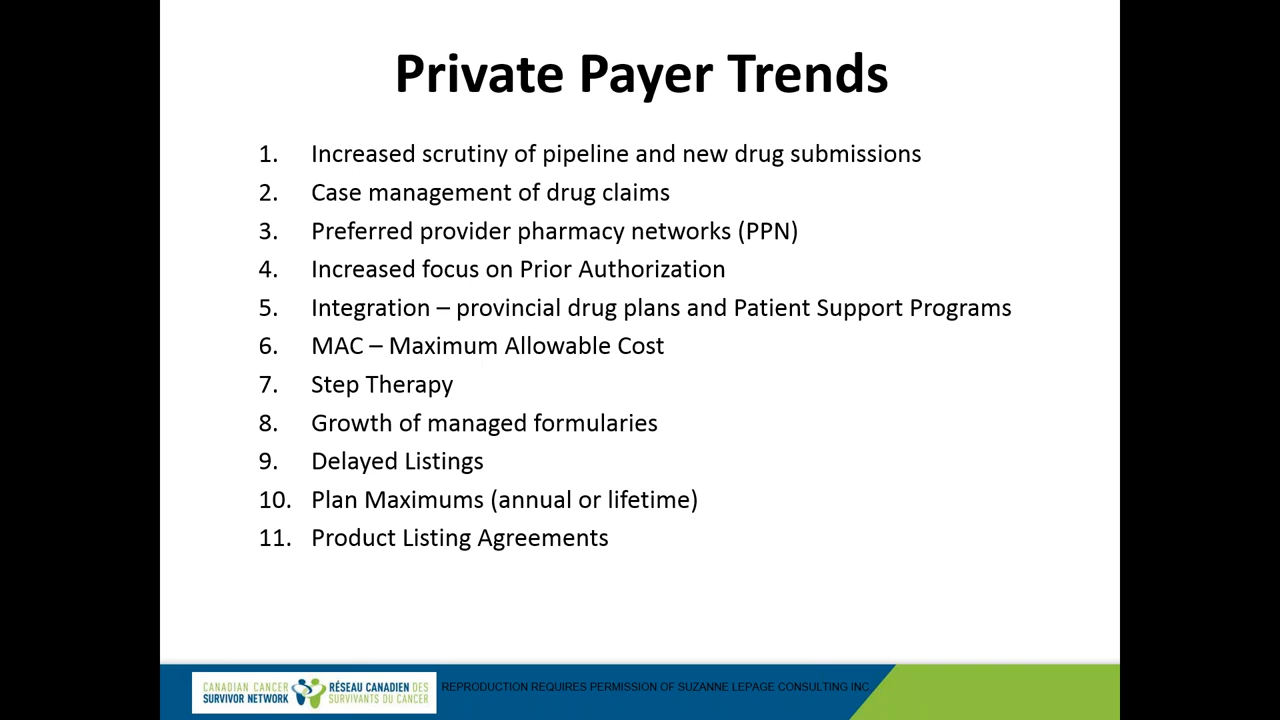 Private Payer Trends
1. Increased scrutiny of pipeline and new drug submissions
2. Case management of drug claims
3. Preferred provider pharmacy networks (PPN)
4. Increased focus on Prior Authorization
5. Integration – provincial drug plans and Patient Support Programs
6. MAC – Maximum Allowable Cost
7. Step Therapy
8. Growth of managed formularies
9. Delayed Listings
10. Plan Maximums (annual or lifetime)
11. Product Listing Agreements
CANADIAN CANCER
SURVIVOR NETWORK
RÉSEAU CANADIEN DES
SURVIVANTS DU CANCER
REPRODUCTION REQUIRES PERMISSION OF SUZANNE LEPAGE CONSULTING INC.